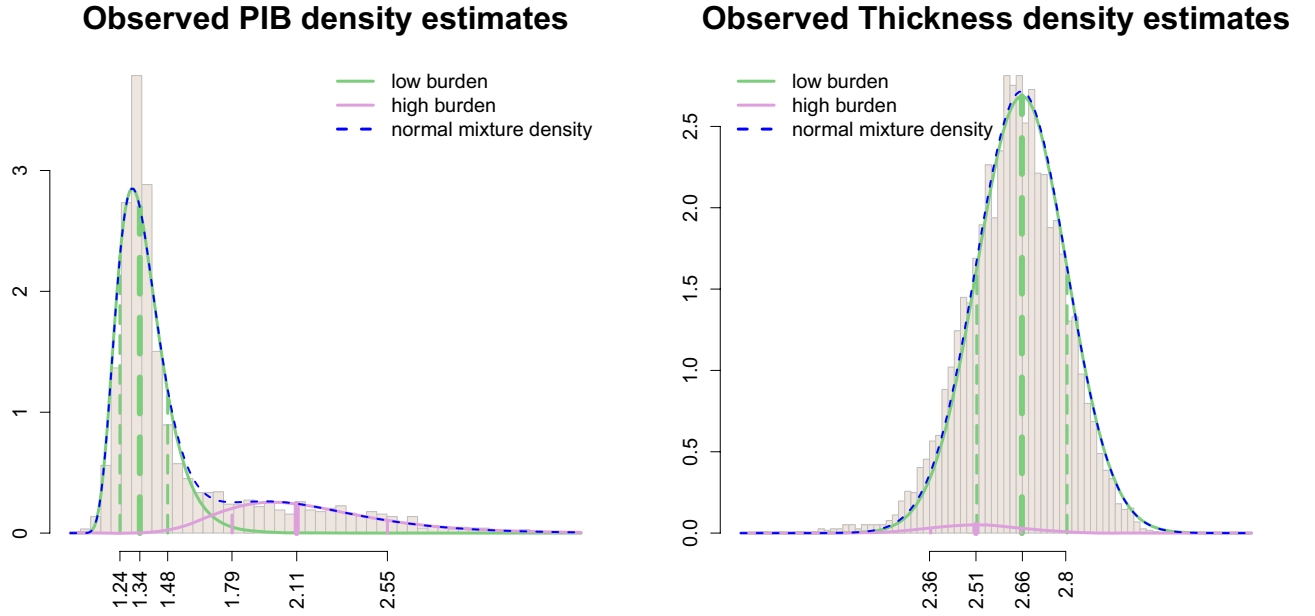 Observed PIB density estimates
low burden
high burden
normal mixture density
3
2
1
0
1.24
1.34
1.48
1.79
2.11
2.55
Observed Thickness density estimates
low burden
high burden
normal mixture density
2.5
2.0
1.5
1.0
0.5
0.0
2.36
2.51
2.66
2.8